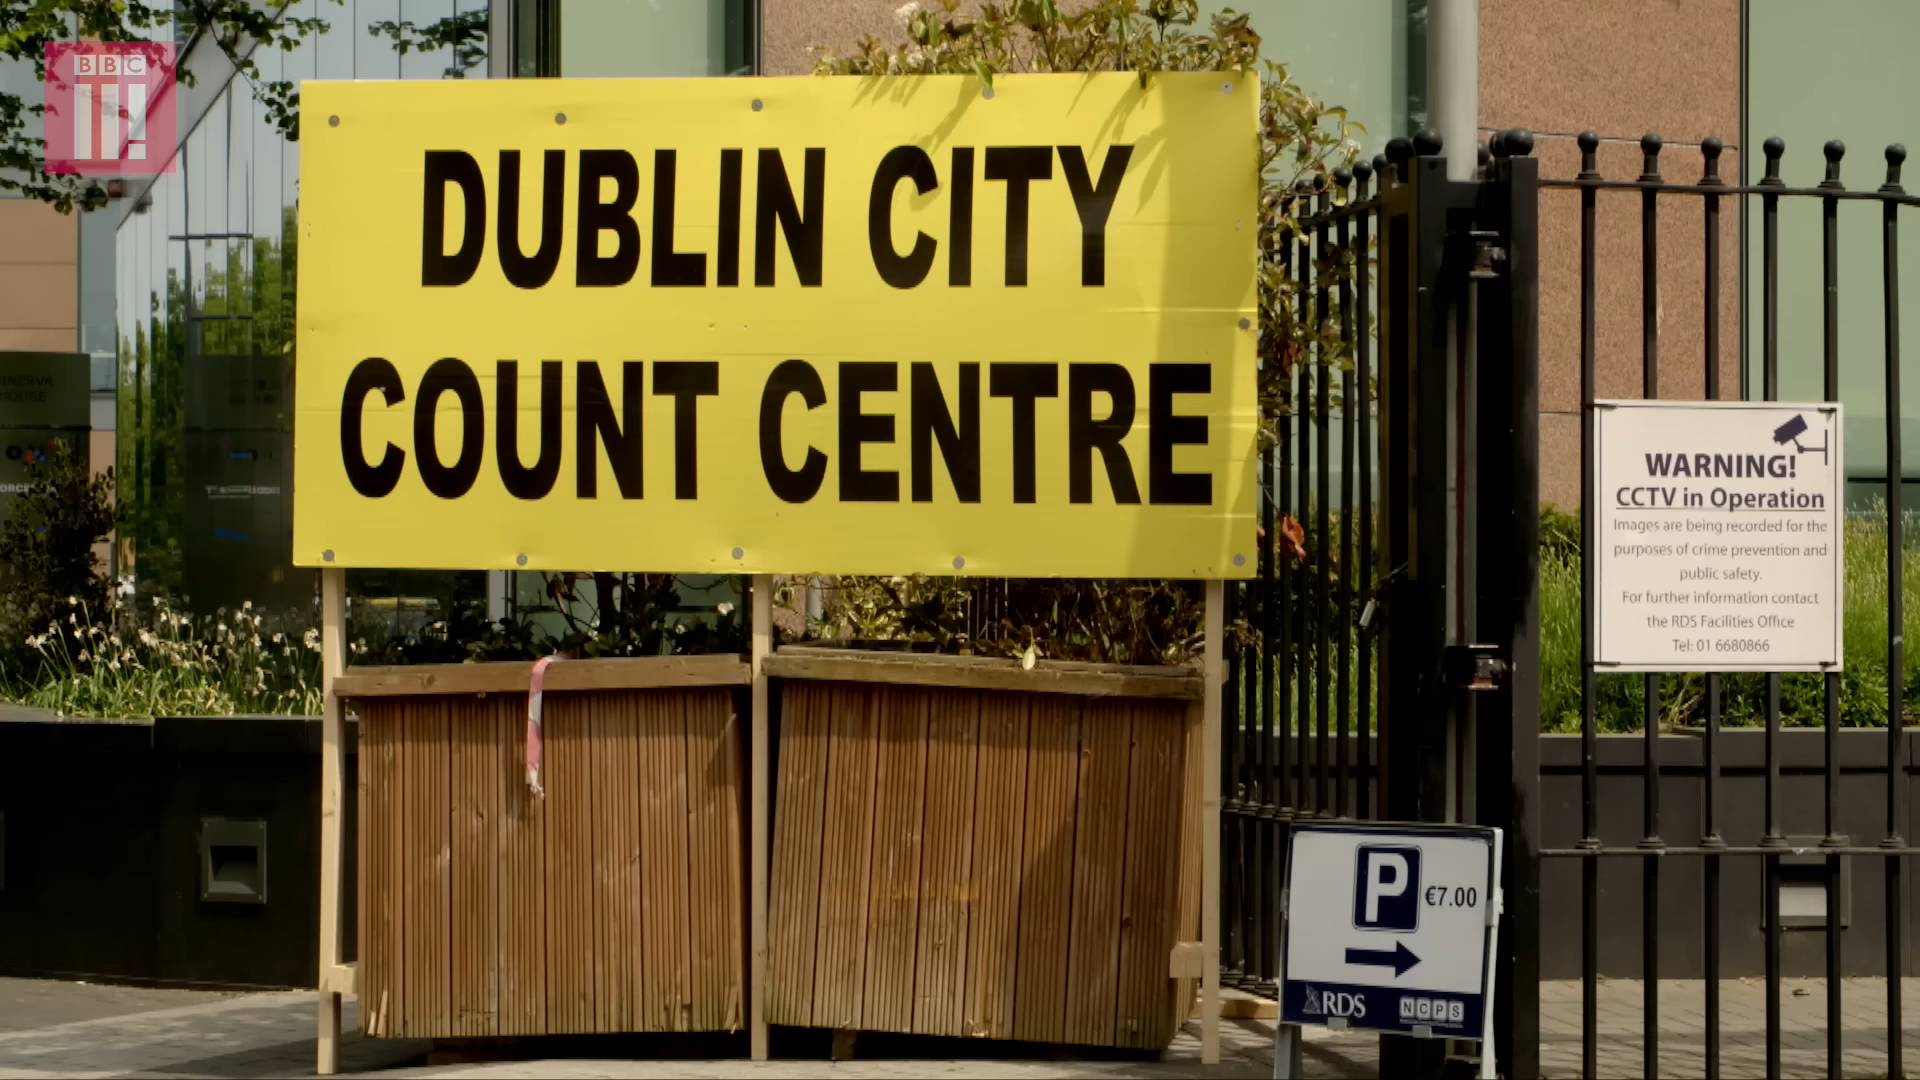 BBC
DUBLIN CITY
COUNT CENTRE
HOUSE
WARNING!
CCTV in Operation
Images are being recorded for the
purposes of crime prevention and
public safety.
For further information contact
the RDS Facilities Office
Tel: 01 6680866
P €7.00
RDS NCPS